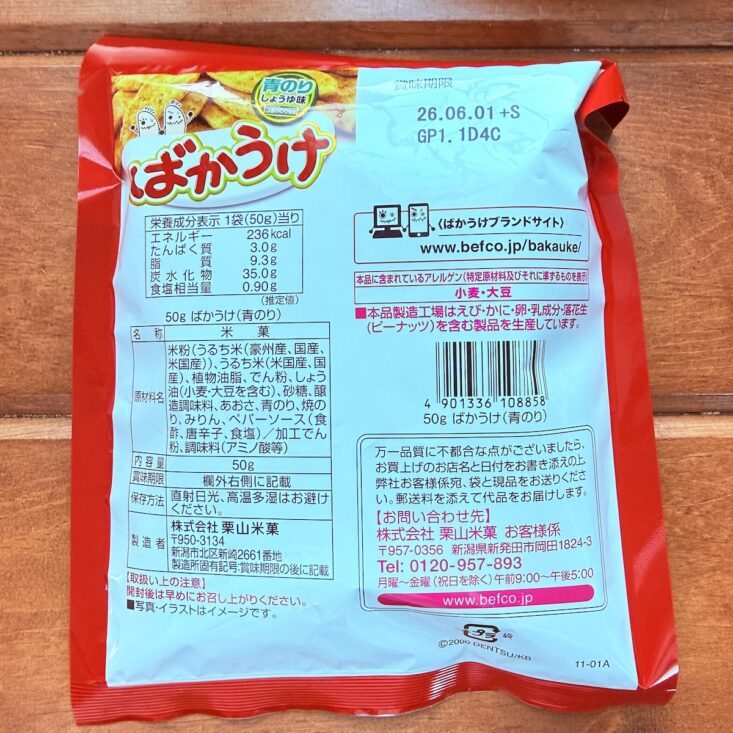 青のり
しょうゆ味
ばかうけ
賞味期限
26.06.01+S
GP1.1D4C
栄養成分表示 1袋(50g)当り
エネルギー 236kcal
たんぱく質 3.0g
脂質 9.3g
炭水化物 35.0g
食塩相当量 0.90g
(推定値)
50g ばかうけ(青のり)
名称 米菓
原材料名
米粉(うるち米(豪州産、国産、
米国産))、うるち米(米国産、国
産)、植物油脂、でん粉、しょう
油(小麦・大豆を含む)、砂糖、醸
造調味料、あおさ、青のり、焼の
り、みりん、ペパーソース(食
酢、唐辛子、食塩)/加工でん
粉、調味料(アミノ酸等)
内容量 50g
賞味期限 欄外右側に記載
保存方法 直射日光、高温多湿はお避け
ください。
製造者
株式会社 栗山米菓
〒950-3134
新潟市北区新崎2661番地
製造所固有記号:賞味期限の後に記載
【取扱い上の注意】
開封後は早めにお召し上がりください。
■写真・イラストはイメージです。
〈ばかうけブランドサイト〉
www.befco.jp/bakauke/
本品に含まれているアレルゲン(特定原材料及びそれに準ずるものを表示)
小麦・大豆
■本品製造工場はえび・かに・卵・乳成分・落花生
(ピーナッツ)を含む製品を生産しています。
4 901336 108858
50g ばかうけ(青のり)
万一品質に不都合な点がございましたら、
お買上げのお店名と日付をお書き添えの上、
弊社お客様係宛、袋と現品をお送りくださ
い。郵送料を添えて代品をお届けします。
【お問い合わせ先】
株式会社 栗山米菓 お客様係
〒957-0356 新潟県新発田市岡田1824-3
Tel: 0120-957-893
月曜〜金曜(祝日を除く)午前9:00〜午後5:00
www.befco.jp
プラ 袋
©2006 DENTSU/KB
11-01A